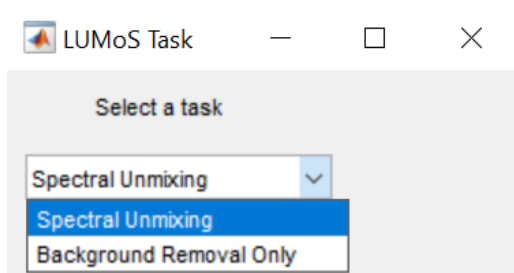 LUMoS Task
Select a task
Spectral Unmixing
Spectral Unmixing
Background Removal Only